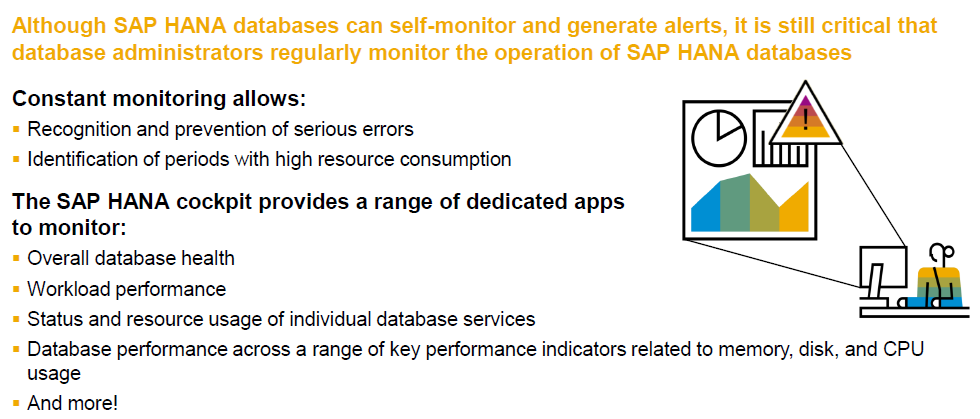 Although SAP HANA databases can self-monitor and generate alerts, it is still critical that
database administrators regularly monitor the operation of SAP HANA databases
Constant monitoring allows:
▪ Recognition and prevention of serious errors
▪ Identification of periods with high resource consumption
The SAP HANA cockpit provides a range of dedicated apps
to monitor:
▪ Overall database health
▪ Workload performance
▪ Status and resource usage of individual database services
▪ Database performance across a range of key performance indicators related to memory, disk, and CPU
usage
▪ And more!
!